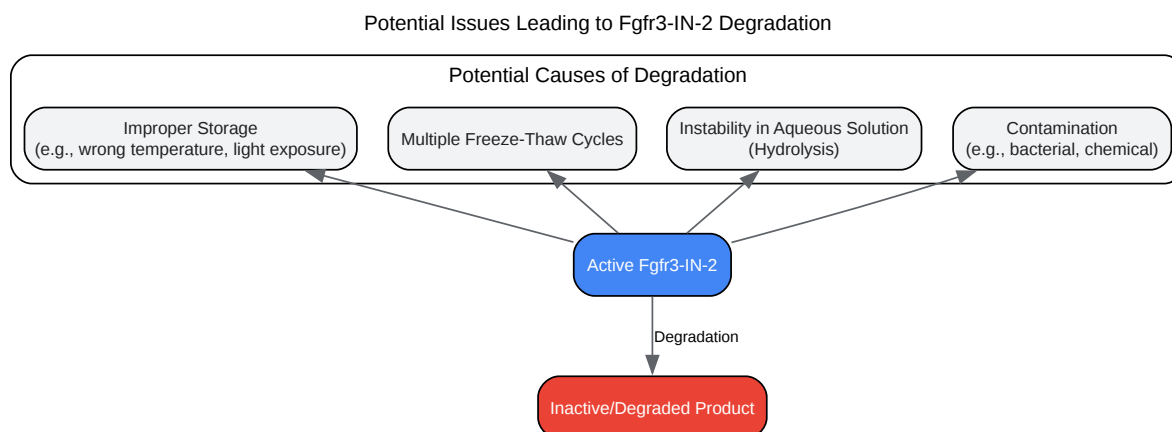 Potential Issues Leading to Fgfr3-IN-2 Degradation
Potential Causes of Degradation
Improper Storage
(e.g., wrong temperature, light exposure)
Multiple Freeze-Thaw Cycles
Instability in Aqueous Solution
(Hydrolysis)
Contamination
(e.g., bacterial, chemical)
Active Fgfr3-IN-2
Degradation
Inactive/Degraded Product